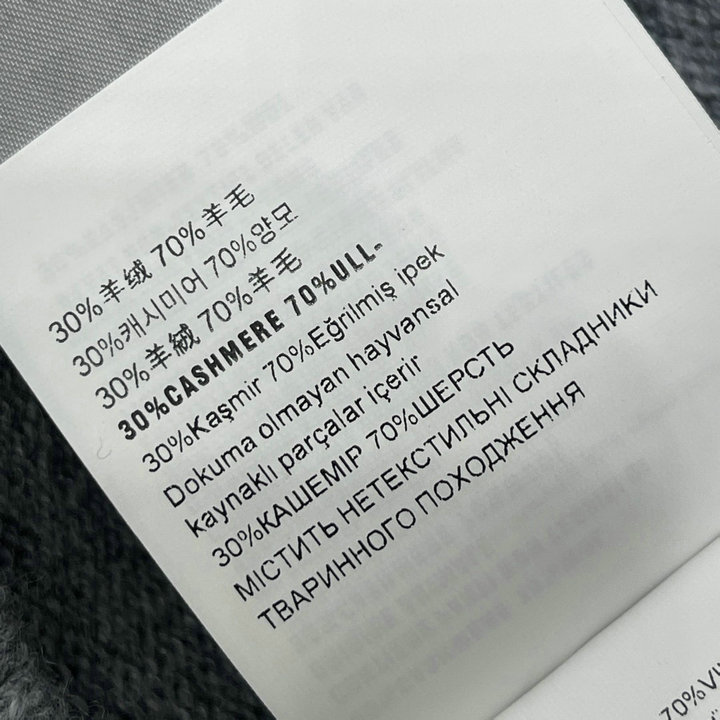 30%羊绒 70%羊毛
30%캐시미어 70%양모
30%羊絨 70%羊毛
30%CASHMERE 70%ULL-
30%Kaşmir 70%Eğrilmiş ipek
Dokuma olmayan hayvansal
kaynaklı parçalar içerir
30%КАШЕМІР 70%ШЕРСТЬ
МІСТИТЬ НЕТЕКСТИЛЬНІ СКЛАДНИКИ
ТВАРИННОГО ПОХОДЖЕННЯ